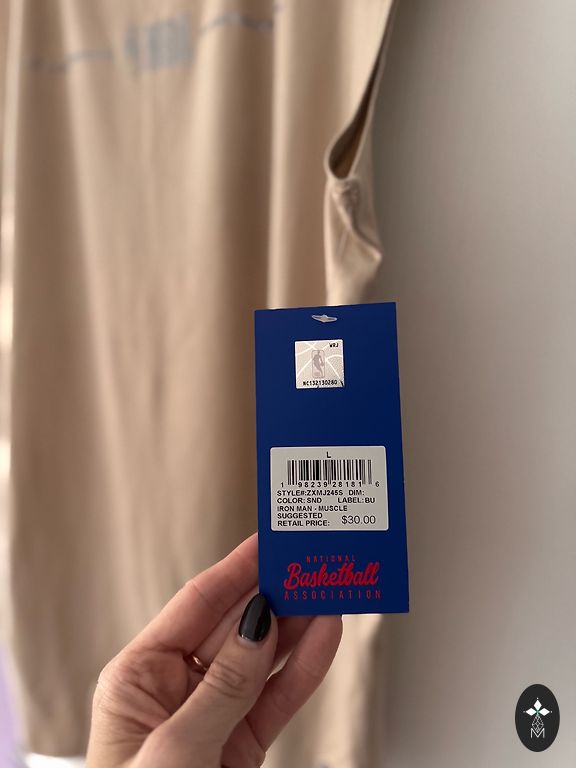 WRJ
NC132130280
L
1 98239 28181 6
STYLE#:ZXMJ245S DIM:
COLOR: SND LABEL: BU
IRON MAN - MUSCLE
SUGGESTED
RETAIL PRICE: $30.00
NATIONAL
Basketball
ASSOCIATION
M